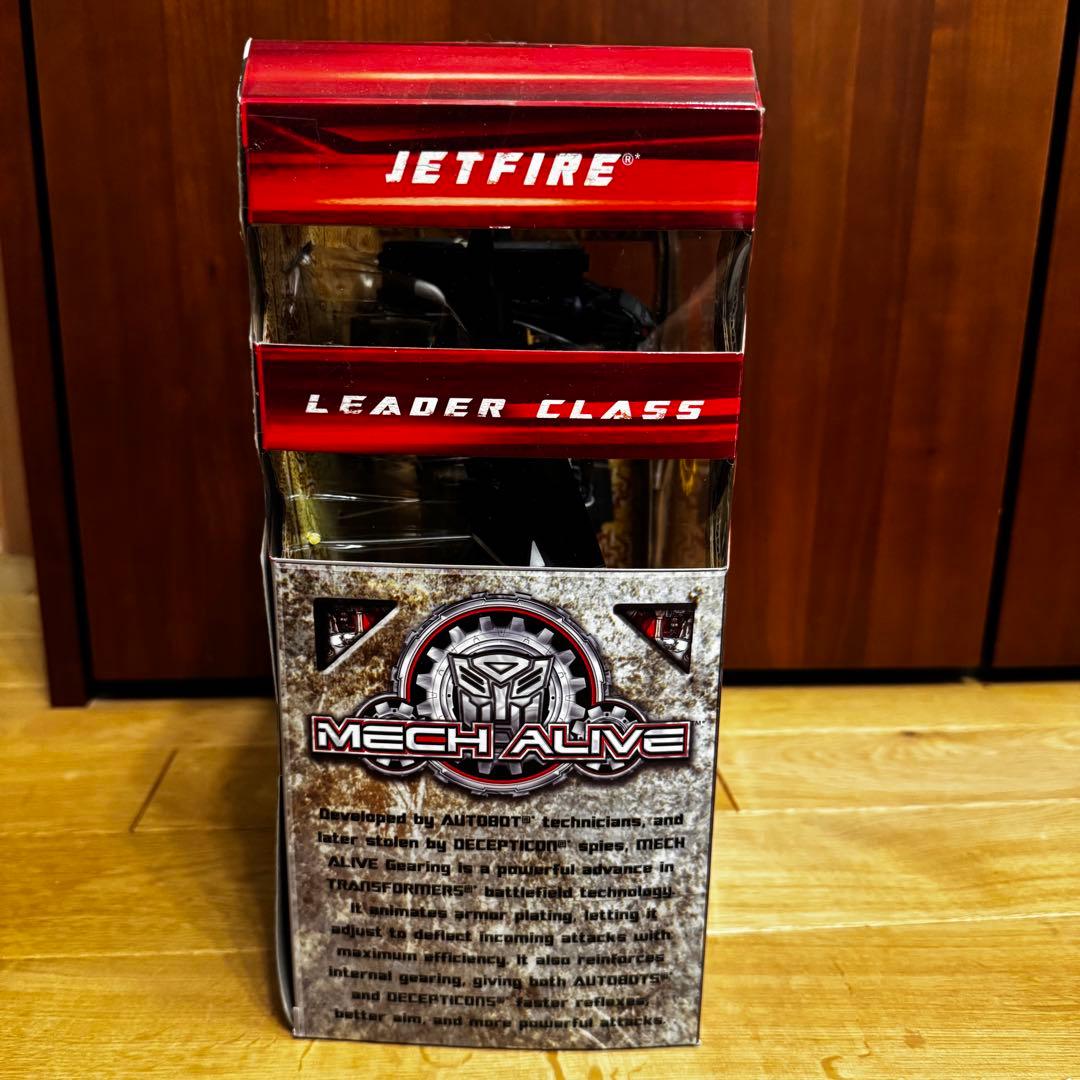 JETFIRE®*
LEADER CLASS
MECH ALIVE™*
Developed by AUTOBOT®* technicians, and
later stolen by DECEPTICON®* spies, MECH
ALIVE Gearing is a powerful advance in
TRANSFORMERS®* battlefield technology.
It animates armor plating, letting it
adjust to deflect incoming attacks with
maximum efficiency. It also reinforces
internal gearing, giving both AUTOBOTS®*
and DECEPTICONS®* faster reflexes,
better aim, and more powerful attacks.